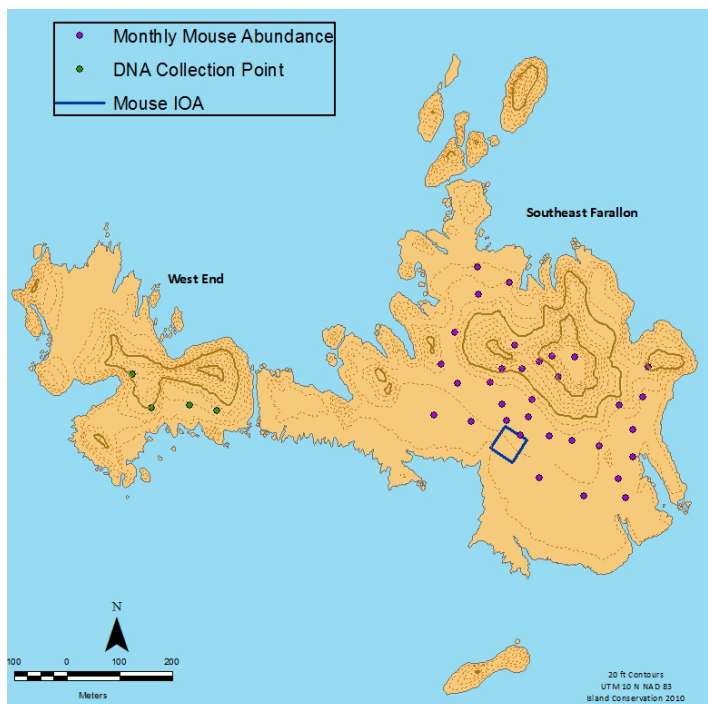 Monthly Mouse Abundance
DNA Collection Point
Mouse IOA
Southeast Farallon
West End
N
100 0 100 200
Meters
20 ft Contours
UTM 10 N NAD 83
Island Conservation 2010